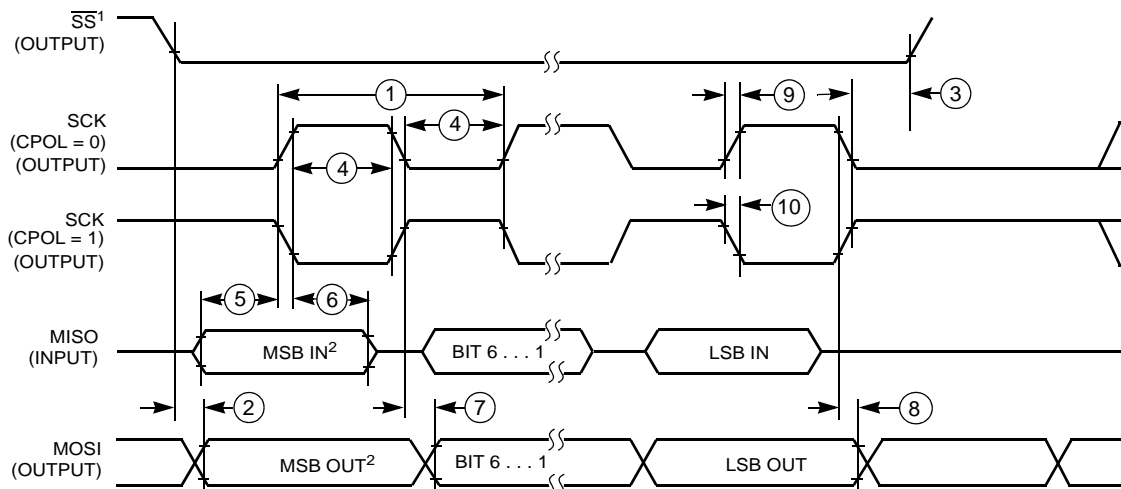 SS¹
(OUTPUT)
1
9
3
SCK
(CPOL = 0)
(OUTPUT)
4
4
SCK
(CPOL = 1)
(OUTPUT)
10
5
6
MISO
(INPUT)
MSB IN²
BIT 6 . . . 1
LSB IN
2
7
8
MOSI
(OUTPUT)
MSB OUT²
BIT 6 . . . 1
LSB OUT